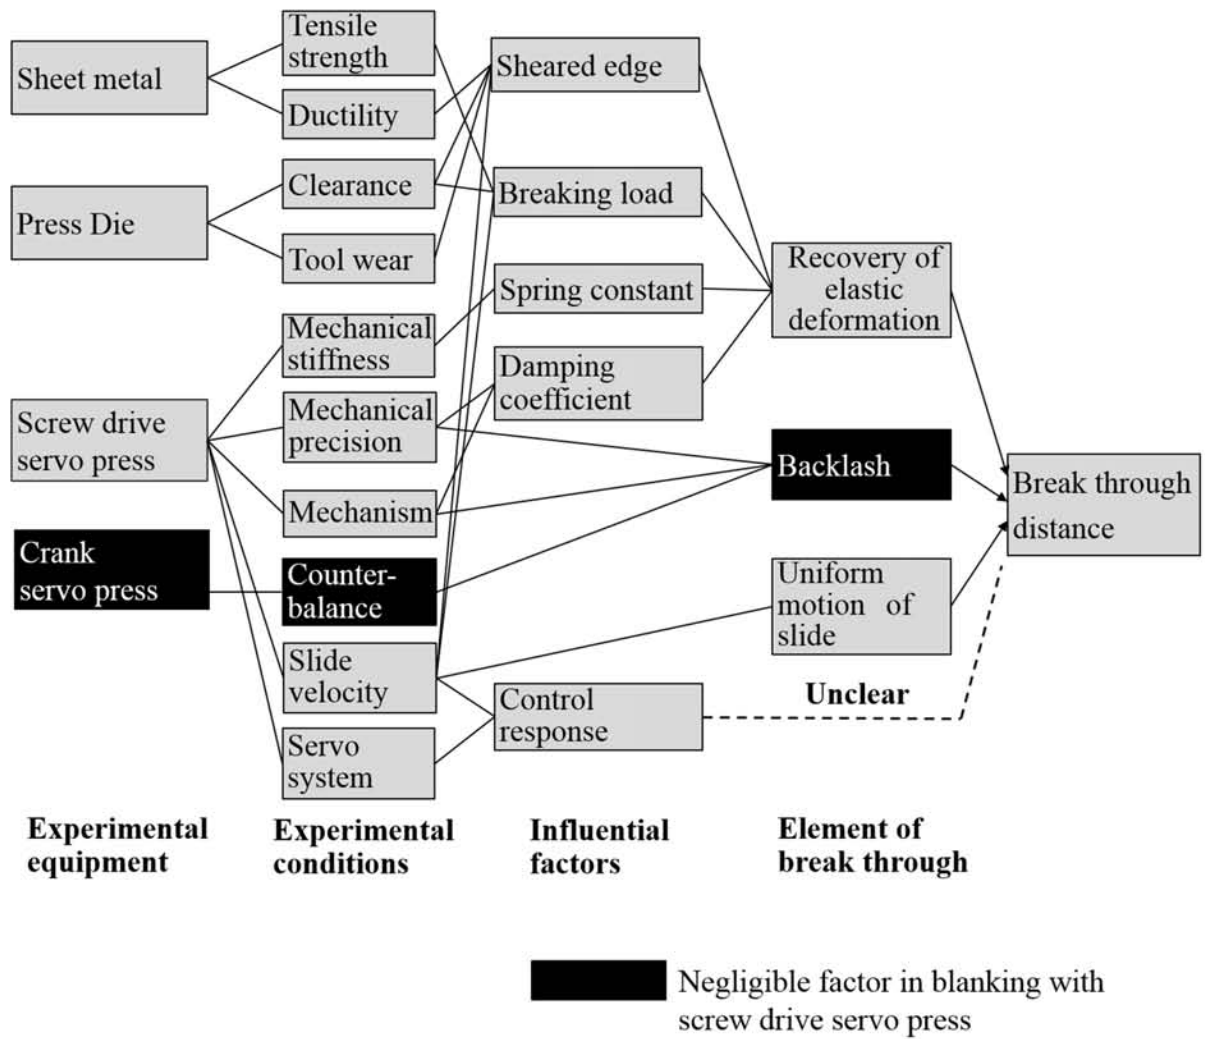 Sheet metal
Press Die
Screw drive
servo press
Crank
servo press
Experimental
equipment
Tensile
strength
Ductility
Clearance
Tool wear
Mechanical
stiffness
Mechanical
precision
Mechanism
Counter-
balance
Slide
velocity
Servo
system
Experimental
conditions
Sheared edge
Breaking load
Spring constant
Damping
coefficient
Control
response
Influential
factors
Recovery of
elastic
deformation
Backlash
Uniform
motion of
slide
Unclear
Element of
break through
Break through
distance
Negligible factor in blanking with
screw drive servo press